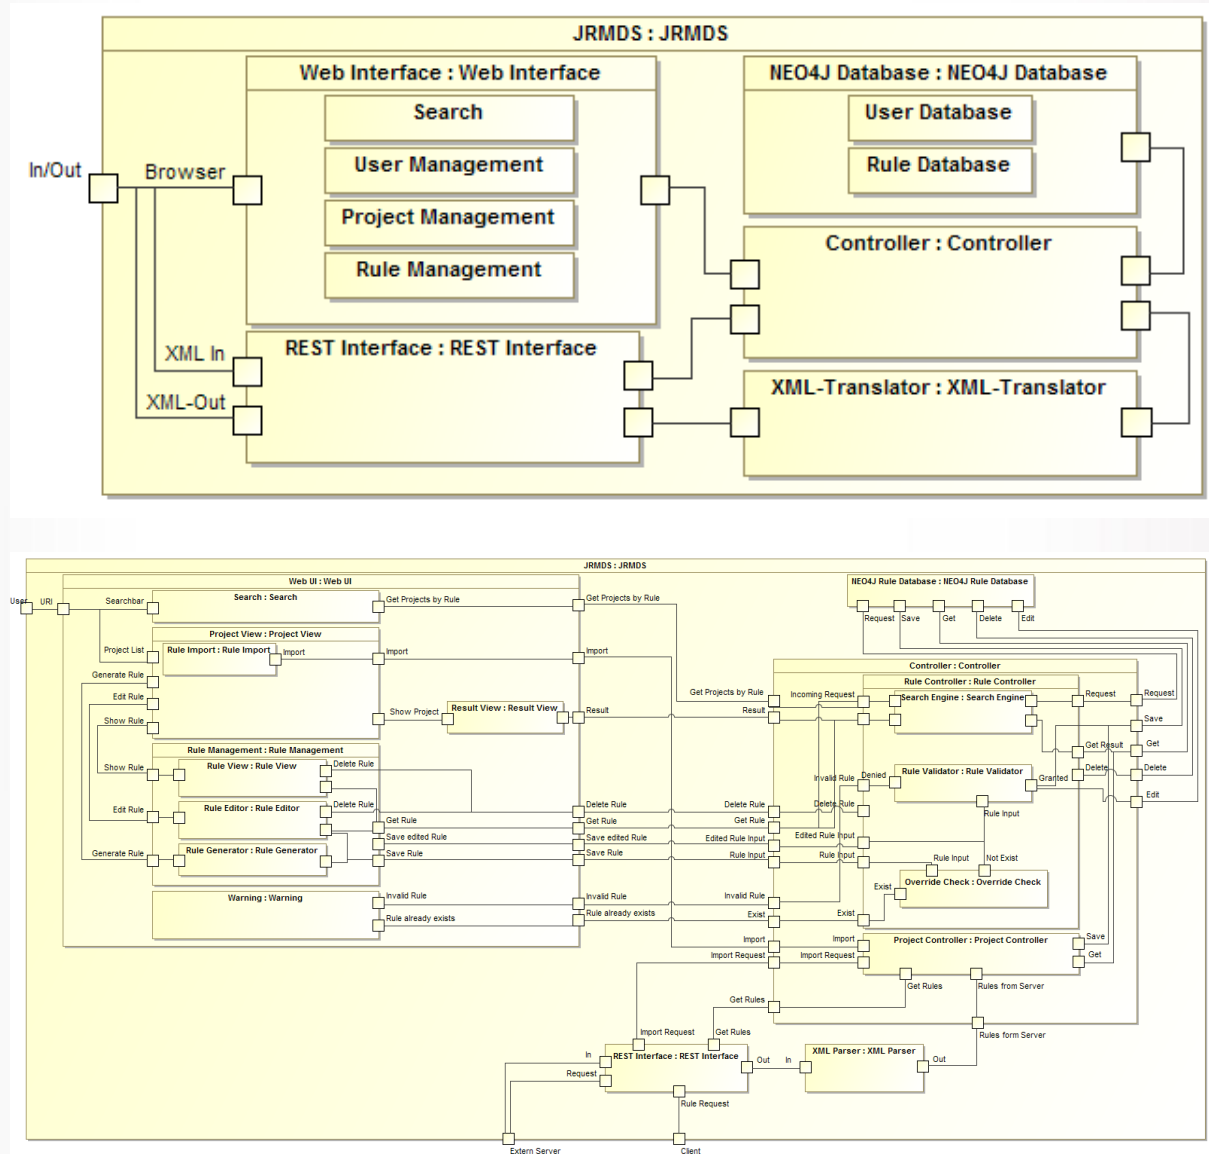 JRMDS : JRMDS
Web Interface : Web Interface
Search
User Management
Project Management
Rule Management
NEO4J Database : NEO4J Database
User Database
Rule Database
In/Out
Browser
Controller : Controller
XML In
XML-Out
REST Interface : REST Interface
XML-Translator : XML-Translator
JRMDS : JRMDS
Web UI : Web UI
User
URI
Searchbar
Search : Search
Get Projects by Rule
Get Projects by Rule
NEO4J Rule Database : NEO4J Rule Database
Request
Save
Get
Delete
Edit
Project View : Project View
Project List
Rule Import : Rule Import
Import
Import
Import
Generate Rule
Edit Rule
Show Rule
Show Project
Result View : Result View
Result
Controller : Controller
Rule Controller : Rule Controller
Get Projects by Rule
Result
Incoming Request
Search Engine : Search Engine
Request
Request
Save
Get Result
Get
Rule Management : Rule Management
Show Rule
Rule View : Rule View
Delete Rule
Invalid Rule
Denied
Rule Validator : Rule Validator
Granted
Delete
Delete
Edit
Edit Rule
Rule Editor : Rule Editor
Delete Rule
Delete Rule
Delete Rule
Delete Rule
Rule Input
Get Rule
Get Rule
Get Rule
Save edited Rule
Save edited Rule
Edited Rule Input
Edited Rule Input
Generate Rule
Rule Generator : Rule Generator
Save Rule
Save Rule
Rule Input
Rule Input
Rule Input
Not Exist
Override Check : Override Check
Exist
Warning : Warning
Invalid Rule
Invalid Rule
Invalid Rule
Rule already exists
Rule already exists
Exist
Exist
Import
Import
Project Controller : Project Controller
Save
Import Request
Import Request
Get
Get Rules
Rules from Server
Get Rules
Import Request
Get Rules
Rules form Server
In
REST Interface : REST Interface
Out
In
XML Parser : XML Parser
Out
Request
Rule Request
Extern Server
Client